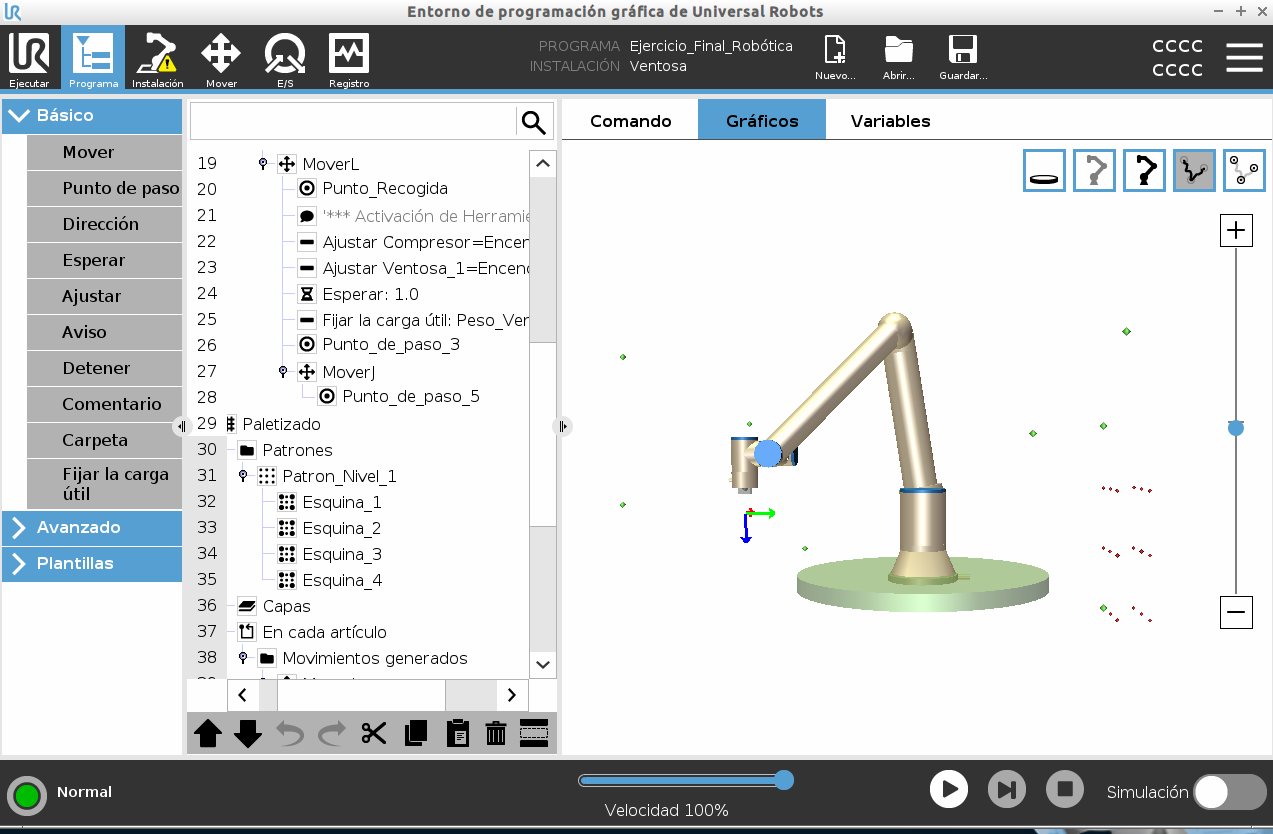 UR
Entorno de programación gráfica de Universal Robots
UR
Ejecutar
Programa
Instalación
Mover
E/S
Registro
PROGRAMA Ejercicio_Final_Robótica
INSTALACIÓN Ventosa
Nuevo...
Abrir...
Guardar...
CCCC
CCCC
Básico
Mover
Punto de paso
Dirección
Esperar
Ajustar
Aviso
Detener
Comentario
Carpeta
Fijar la carga
útil
Avanzado
Plantillas
19 MoverL
20 Punto_Recogida
21 '*** Activación de Herramie
22 Ajustar Compresor=Encen
23 Ajustar Ventosa_1=Encend
24 Esperar: 1.0
25 Fijar la carga útil: Peso_Ven
26 Punto_de_paso_3
27 MoverJ
28 Punto_de_paso_5
29 Paletizado
30 Patrones
31 Patron_Nivel_1
32 Esquina_1
33 Esquina_2
34 Esquina_3
35 Esquina_4
36 Capas
37 En cada artículo
38 Movimientos generados
Comando
Gráficos
Variables
Normal
Velocidad 100%
Simulación